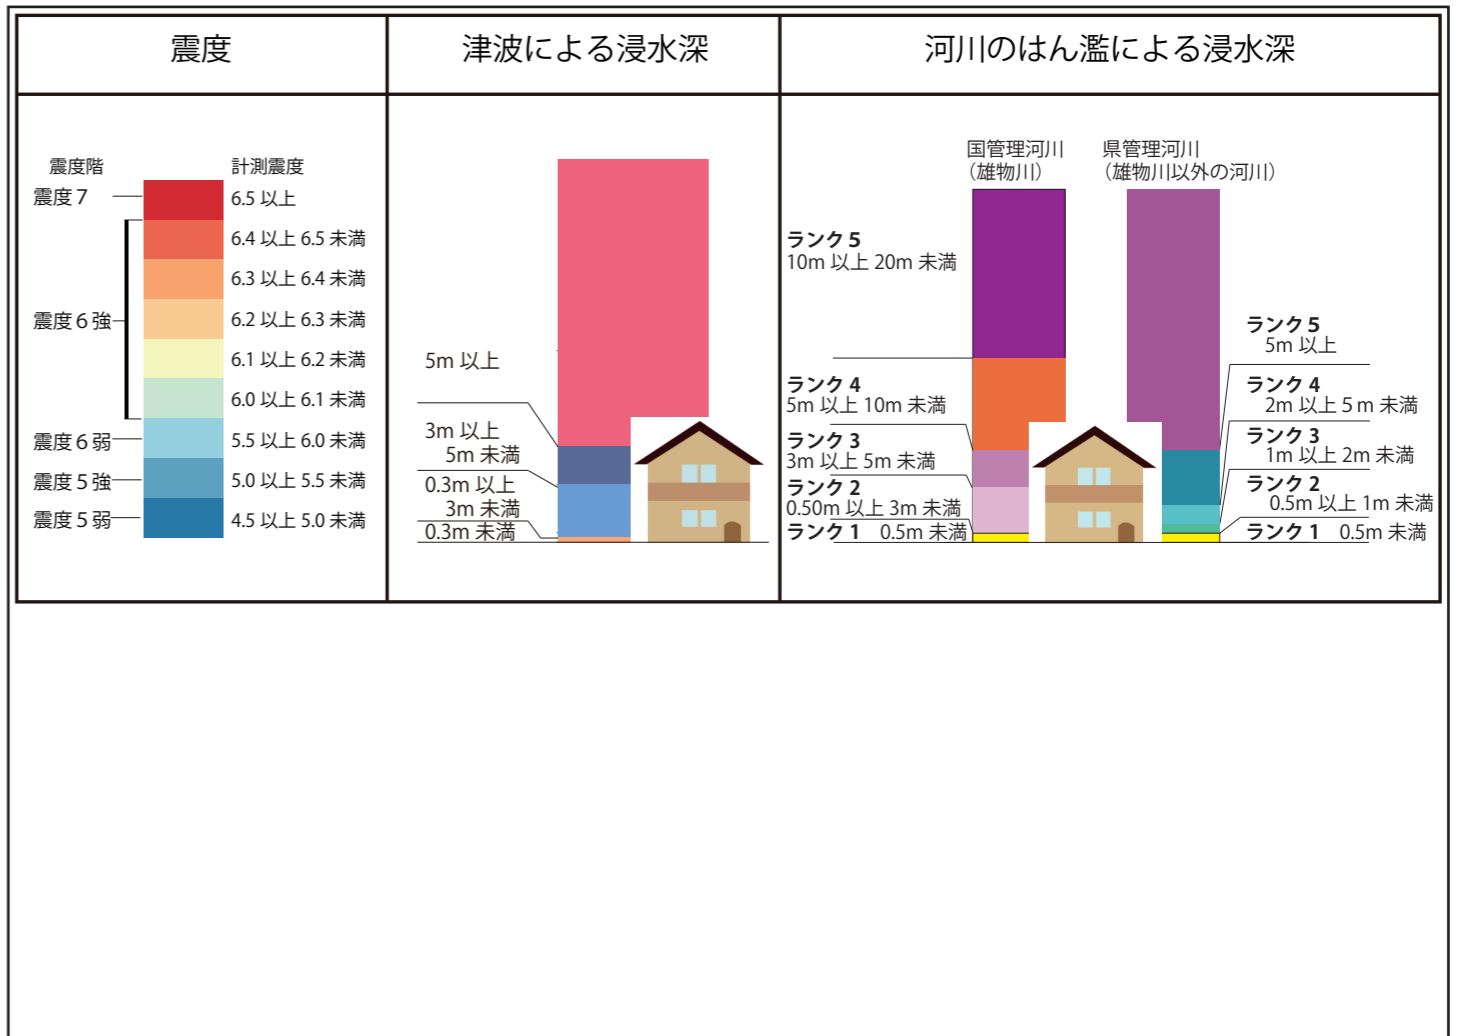 震度
津波による浸水深
河川のはん濫による浸水深
震度階
計測震度
震度７
6.5 以上
6.4 以上 6.5 未満
6.3 以上 6.4 未満
震度６強
6.2 以上 6.3 未満
6.1 以上 6.2 未満
6.0 以上 6.1 未満
震度６弱
5.5 以上 6.0 未満
震度５強
5.0 以上 5.5 未満
震度５弱
4.5 以上 5.0 未満
5m 以上
3m 以上
5m 未満
0.3m 以上
3m 未満
0.3m 未満
国管理河川
（雄物川）
県管理河川
（雄物川以外の河川）
ランク 5
10m 以上 20m 未満
ランク 4
5m 以上 10m 未満
ランク 3
3m 以上 5m 未満
ランク 2
0.50m 以上 3m 未満
ランク 1 0.5m 未満
ランク 5
5m 以上
ランク 4
2m 以上 5 m 未満
ランク 3
1m 以上 2m 未満
ランク 2
0.5m 以上 1m 未満
ランク 1 0.5m 未満